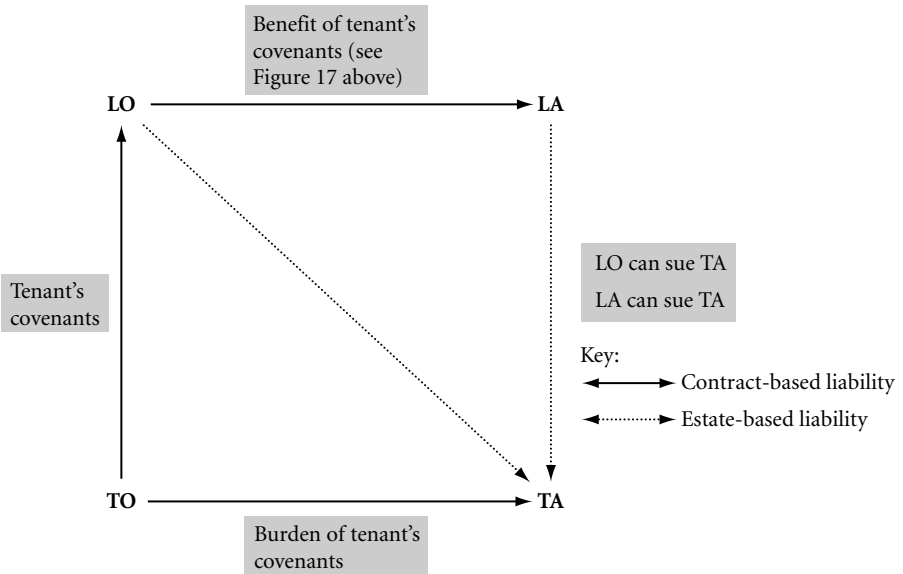 Benefit of tenant's
covenants (see
Figure 17 above)
LO
LA
Tenant's
covenants
LO can sue TA
LA can sue TA
Key:
Contract-based liability
Estate-based liability
TO
TA
Burden of tenant's
covenants